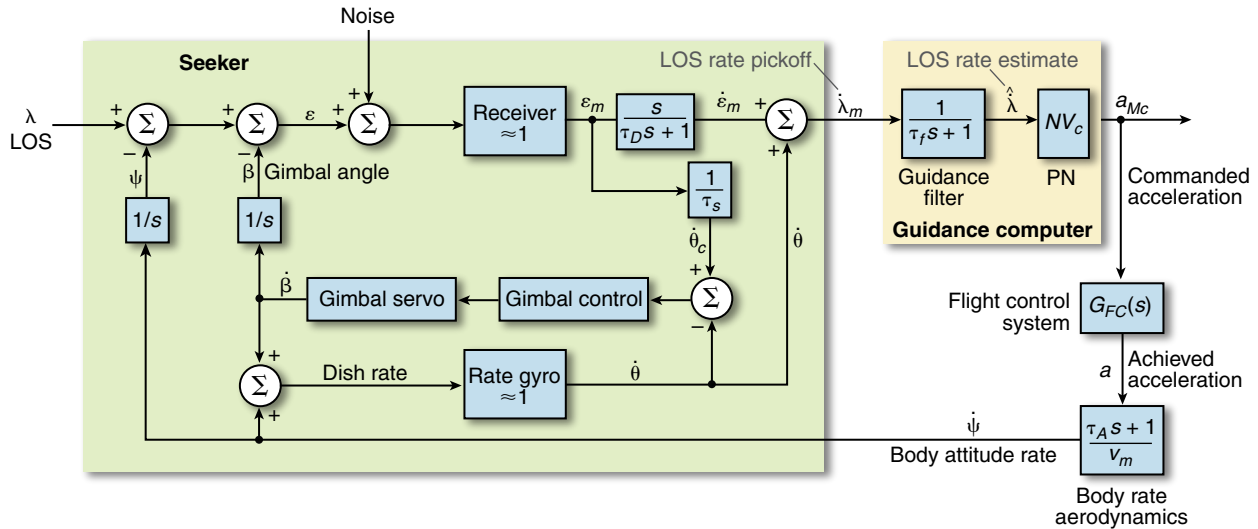 Noise
Seeker
LOS rate pickoff
LOS rate estimate
λ
LOS
+
Σ
−
+
Σ
−
ε
+
+
Σ
Receiver
≈1
ε_m
s
τ_D s + 1
ε̇_m
+
Σ
+
λ̇_m
1
τ_f s + 1
λ̇̂
NV_c
a_Mc
Guidance
filter
PN
Guidance computer
ψ
β
Gimbal angle
1/s
1/s
1
τ_s
θ̇_c
θ̇
Commanded
acceleration
β̇
Gimbal servo
Gimbal control
+
Σ
−
Flight control
system
G_FC(s)
+
Σ
+
Dish rate
Rate gyro
≈1
θ̇
a
Achieved
acceleration
ψ̇
Body attitude rate
τ_A s + 1
v_m
Body rate
aerodynamics